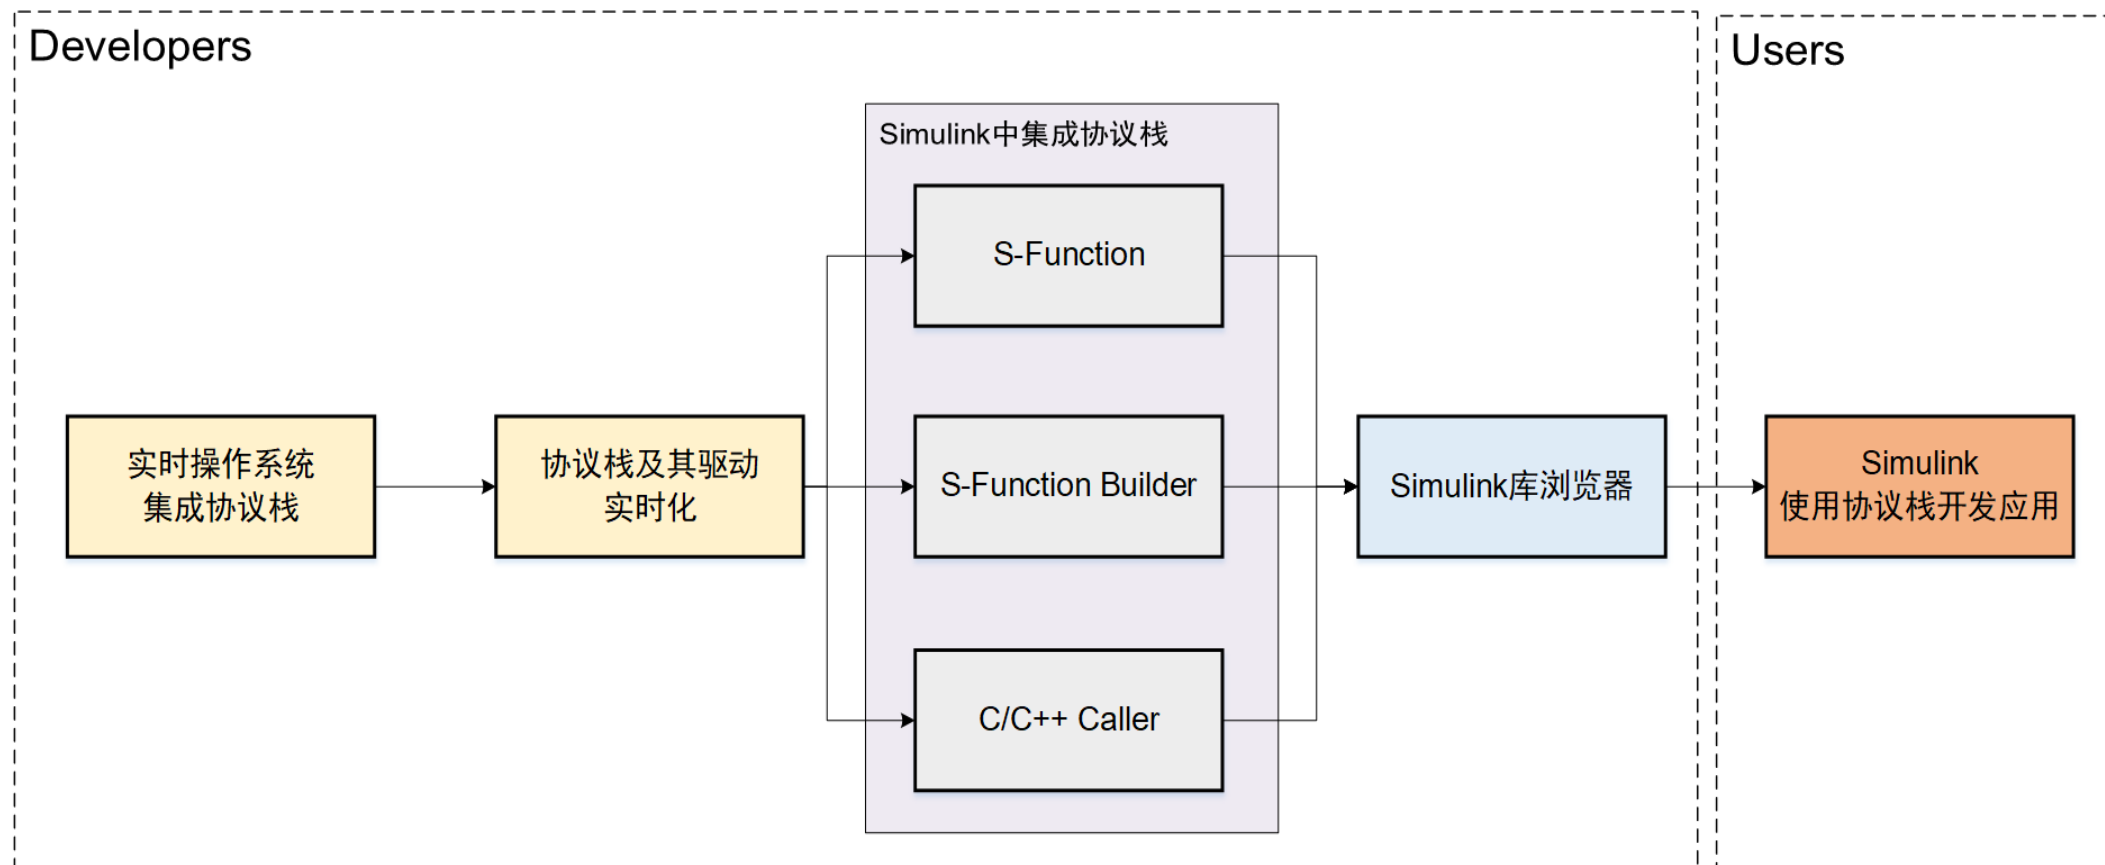 Developers
Users
Simulink中集成协议栈
S-Function
实时操作系统
集成协议栈
协议栈及其驱动
实时化
S-Function Builder
Simulink库浏览器
Simulink
使用协议栈开发应用
C/C++ Caller